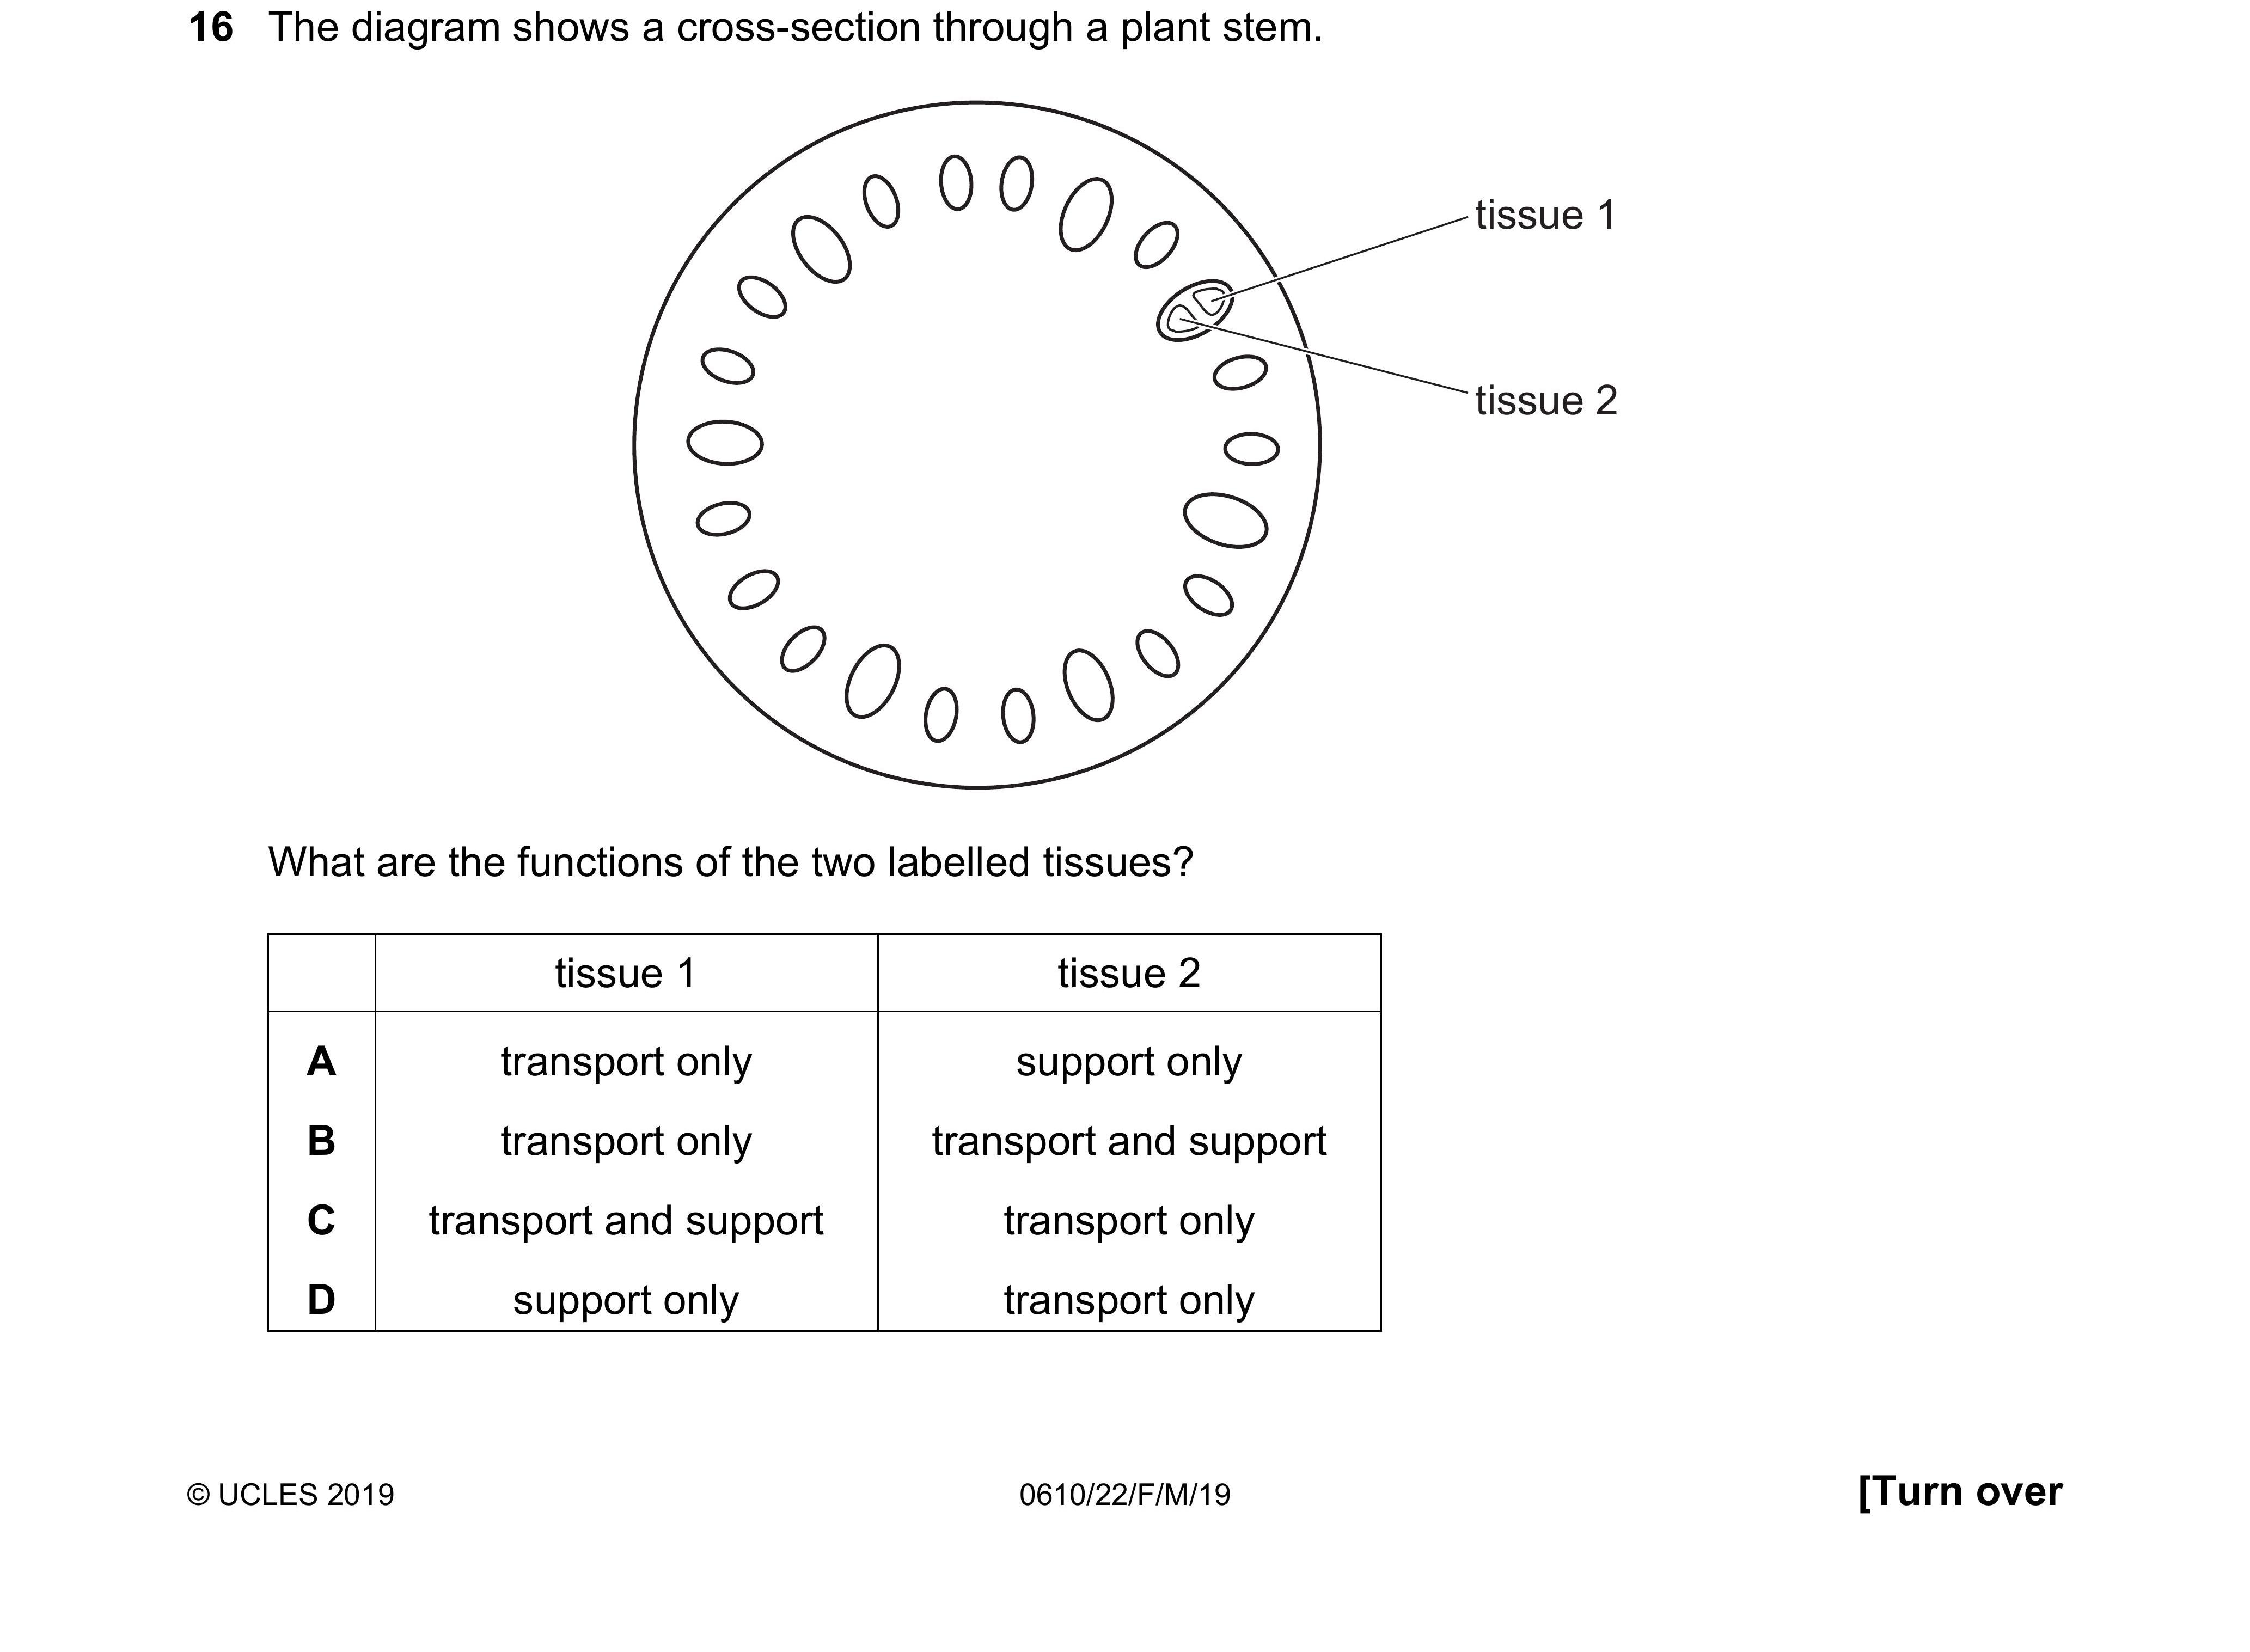 16 The diagram shows a cross-section through a plant stem.
tissue 1
tissue 2
What are the functions of the two labelled tissues?
tissue 1 tissue 2
A transport only support only
B transport only transport and support
C transport and support transport only
D support only transport only
© UCLES 2019 0610/22/F/M/19 [Turn over